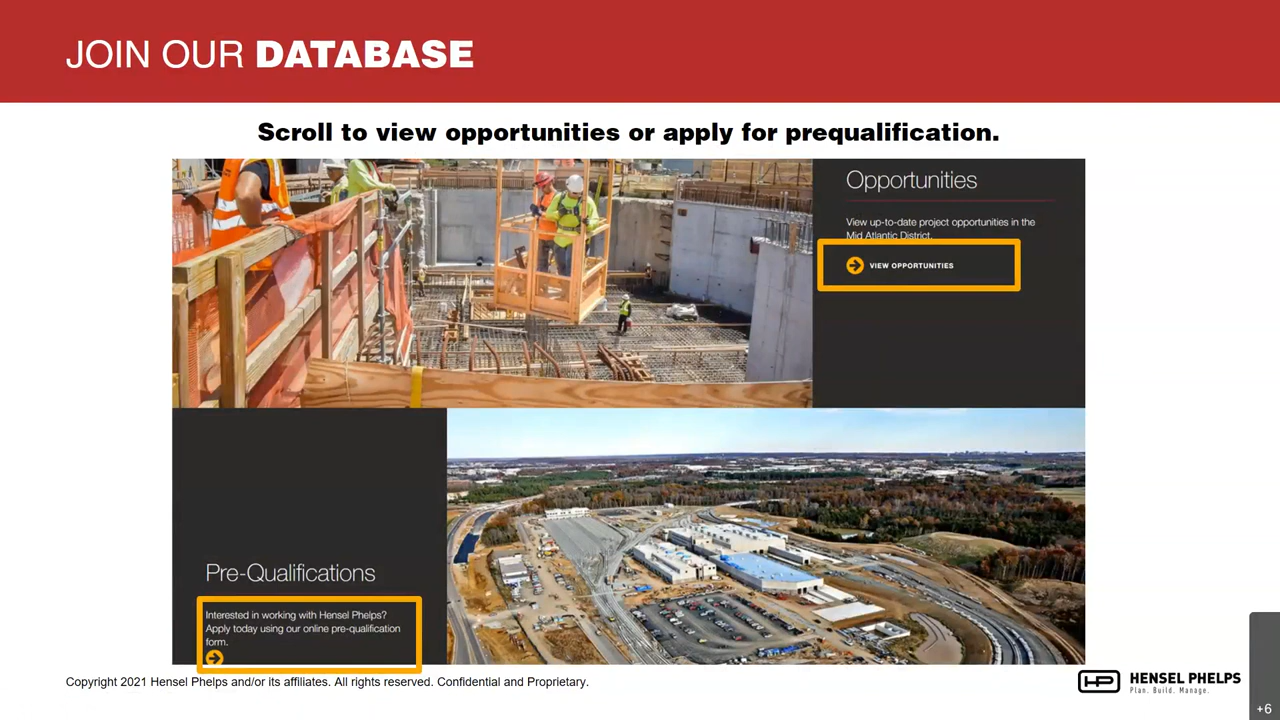 JOIN OUR DATABASE
Scroll to view opportunities or apply for prequalification.
Opportunities
View up-to-date project opportunities in the
Mid Atlantic District.
VIEW OPPORTUNITIES
Pre-Qualifications
Interested in working with Hensel Phelps?
Apply today using our online pre-qualification
form.
Copyright 2021 Hensel Phelps and/or its affiliates. All rights reserved. Confidential and Proprietary.
HP HENSEL PHELPS
Plan. Build. Manage.
+6